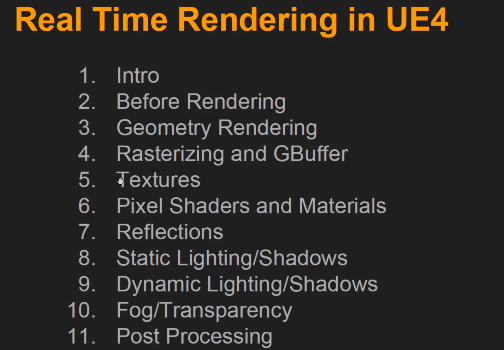 Real Time Rendering in UE4
1. Intro
2. Before Rendering
3. Geometry Rendering
4. Rasterizing and GBuffer
5. Textures
6. Pixel Shaders and Materials
7. Reflections
8. Static Lighting/Shadows
9. Dynamic Lighting/Shadows
10. Fog/Transparency
11. Post Processing